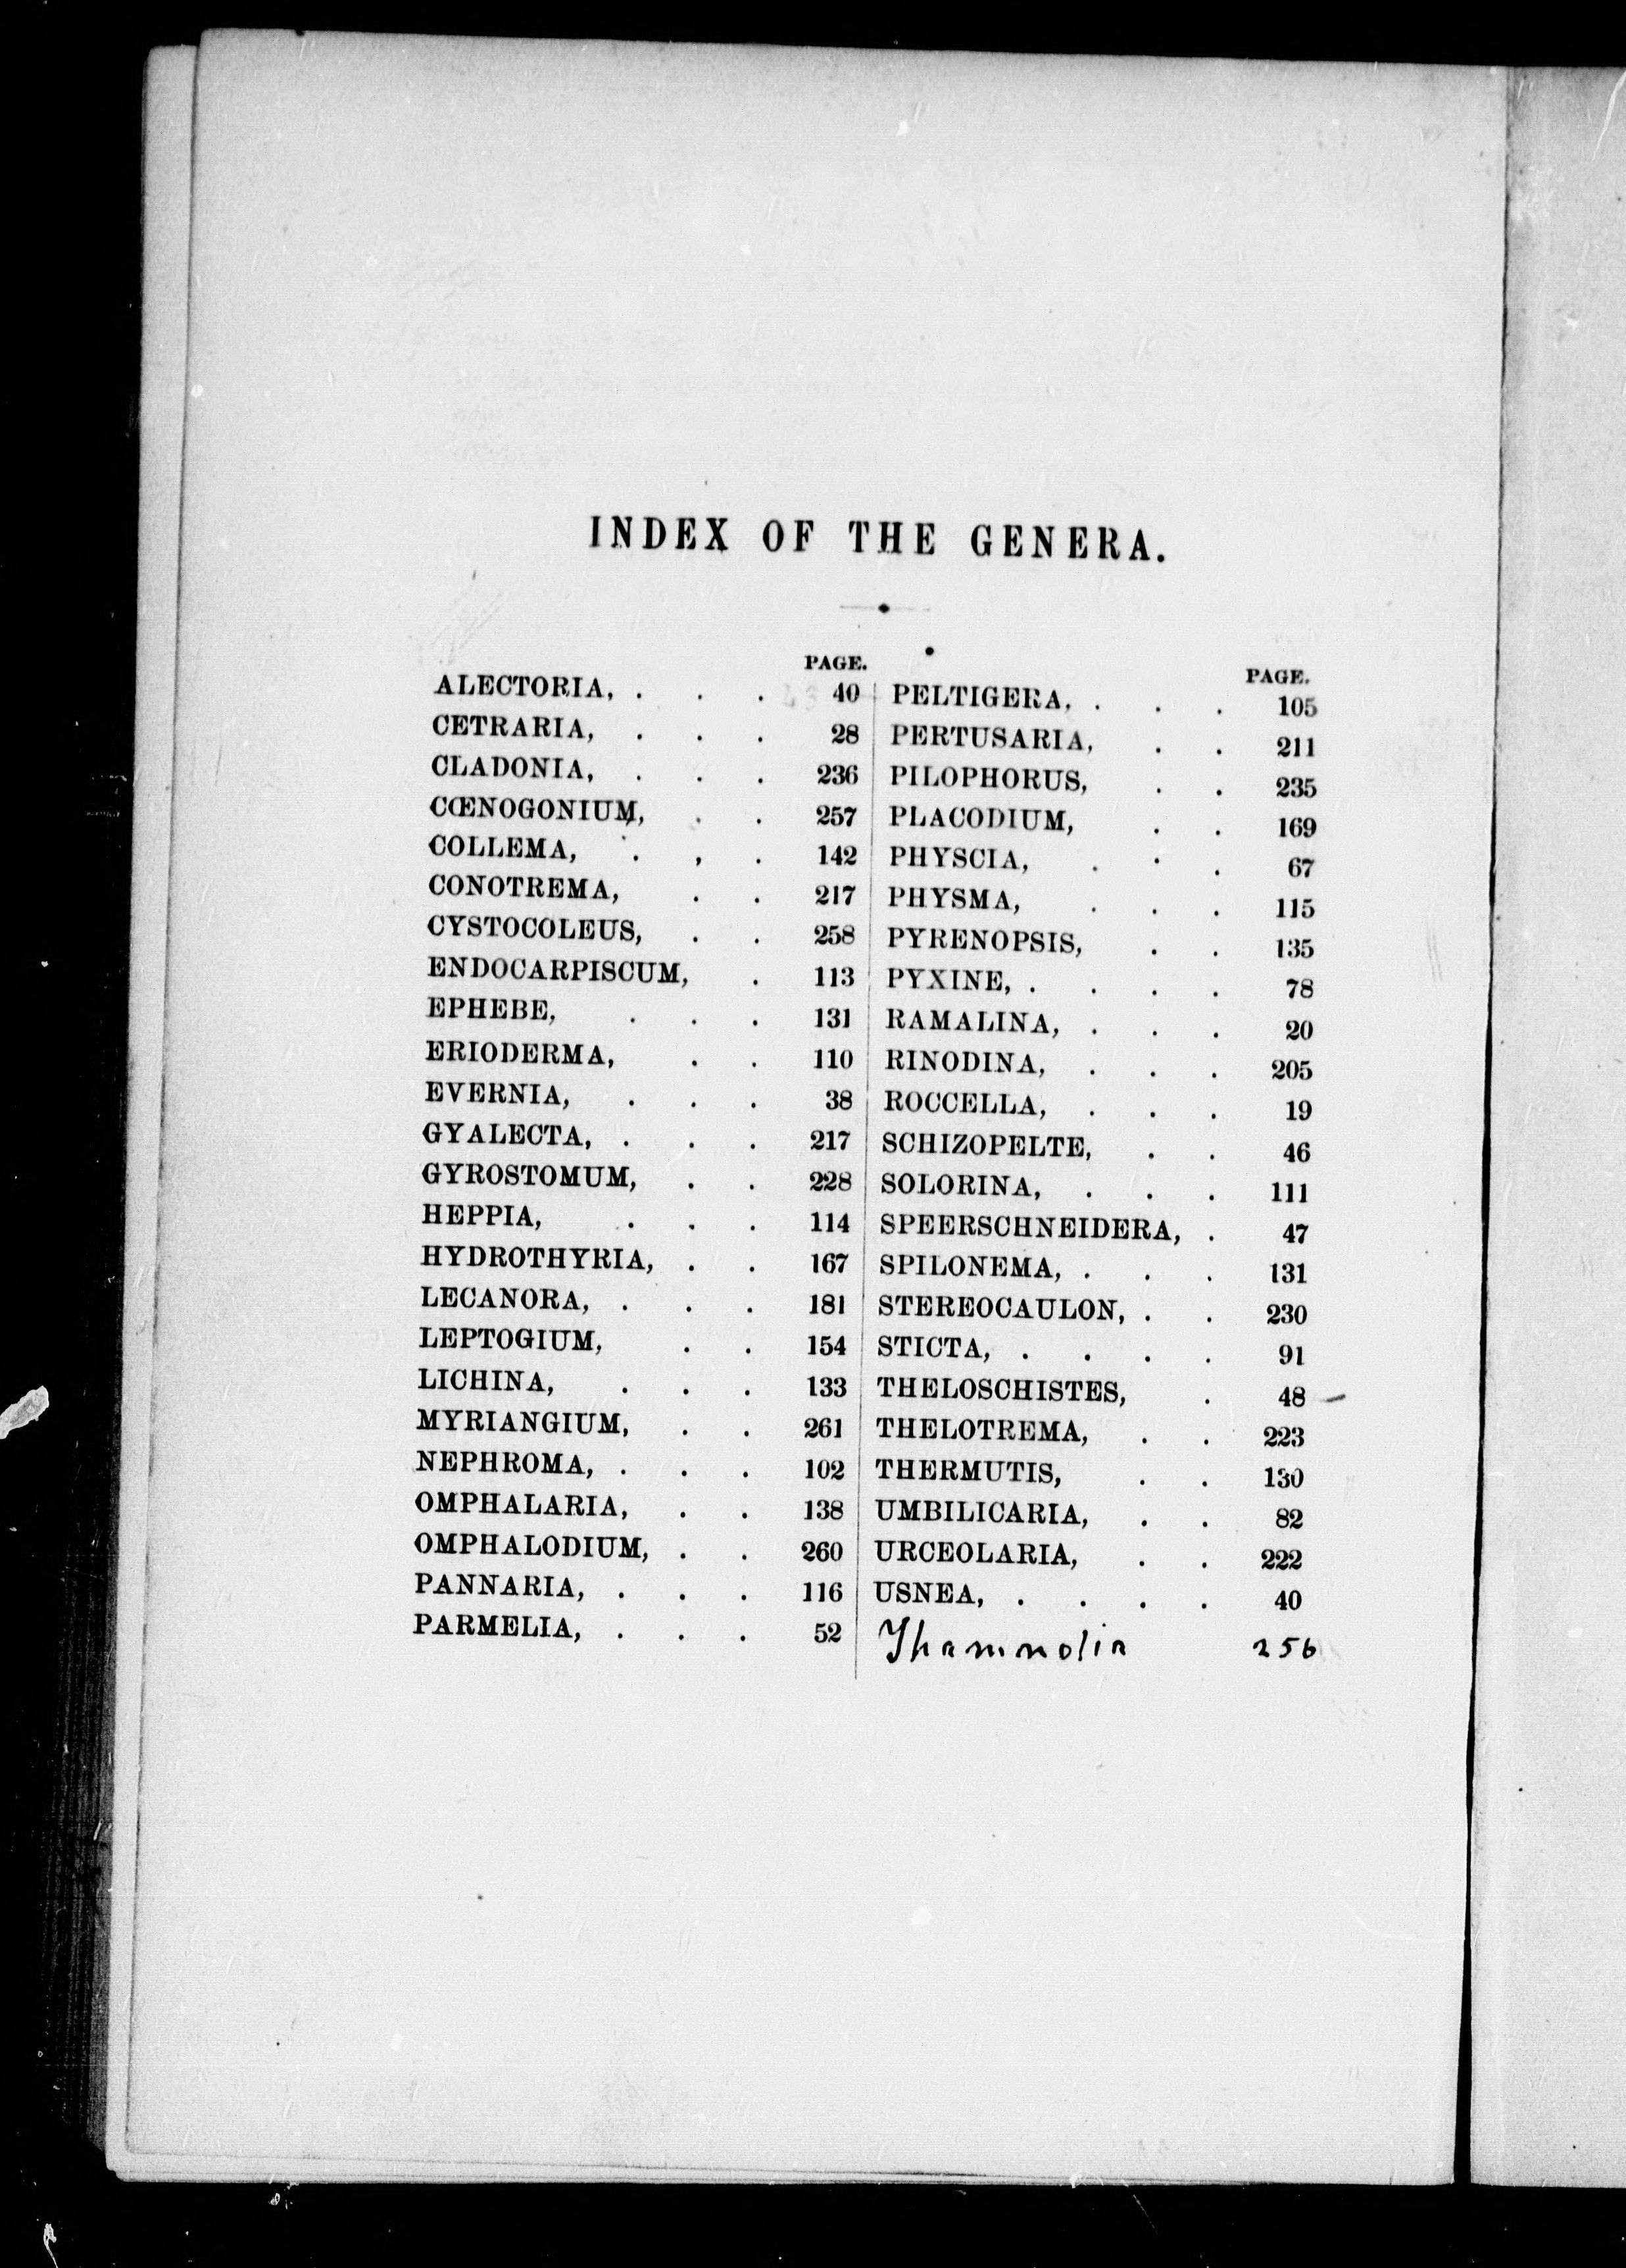 INDEX OF THE GENERA.
PAGE.
ALECTORIA, . . . 40
CETRARIA, . . . 28
CLADONIA, . . . 236
CŒNOGONIUM, . . 257
COLLEMA, . , . 142
CONOTREMA, . . 217
CYSTOCOLEUS, . . 258
ENDOCARPISCUM, . 113
EPHEBE, . . . 131
ERIODERMA, . . 110
EVERNIA, . . . 38
GYALECTA, . . . 217
GYROSTOMUM, . . 228
HEPPIA, . . . 114
HYDROTHYRIA, . . 167
LECANORA, . . . 181
LEPTOGIUM, . . 154
LICHINA, . . . 133
MYRIANGIUM, . . 261
NEPHROMA, . . . 102
OMPHALARIA, . . 138
OMPHALODIUM, . . 260
PANNARIA, . . . 116
PARMELIA, . . . 52
PAGE.
PELTIGERA, . . . 105
PERTUSARIA, . . 211
PILOPHORUS, . . 235
PLACODIUM, . . 169
PHYSCIA, . . . 67
PHYSMA, . . . 115
PYRENOPSIS, . . 135
PYXINE, . . . . 78
RAMALINA, . . . 20
RINODINA, . . . 205
ROCCELLA, . . . 19
SCHIZOPELTE, . . 46
SOLORINA, . . . 111
SPEERSCHNEIDERA, . 47
SPILONEMA, . . . 131
STEREOCAULON, . . 230
STICTA, . . . . 91
THELOSCHISTES, . 48
THELOTREMA, . . 223
THERMUTIS, . . 130
UMBILICARIA, . . 82
URCEOLARIA, . . 222
USNEA, . . . . 40
Thamnolia 256